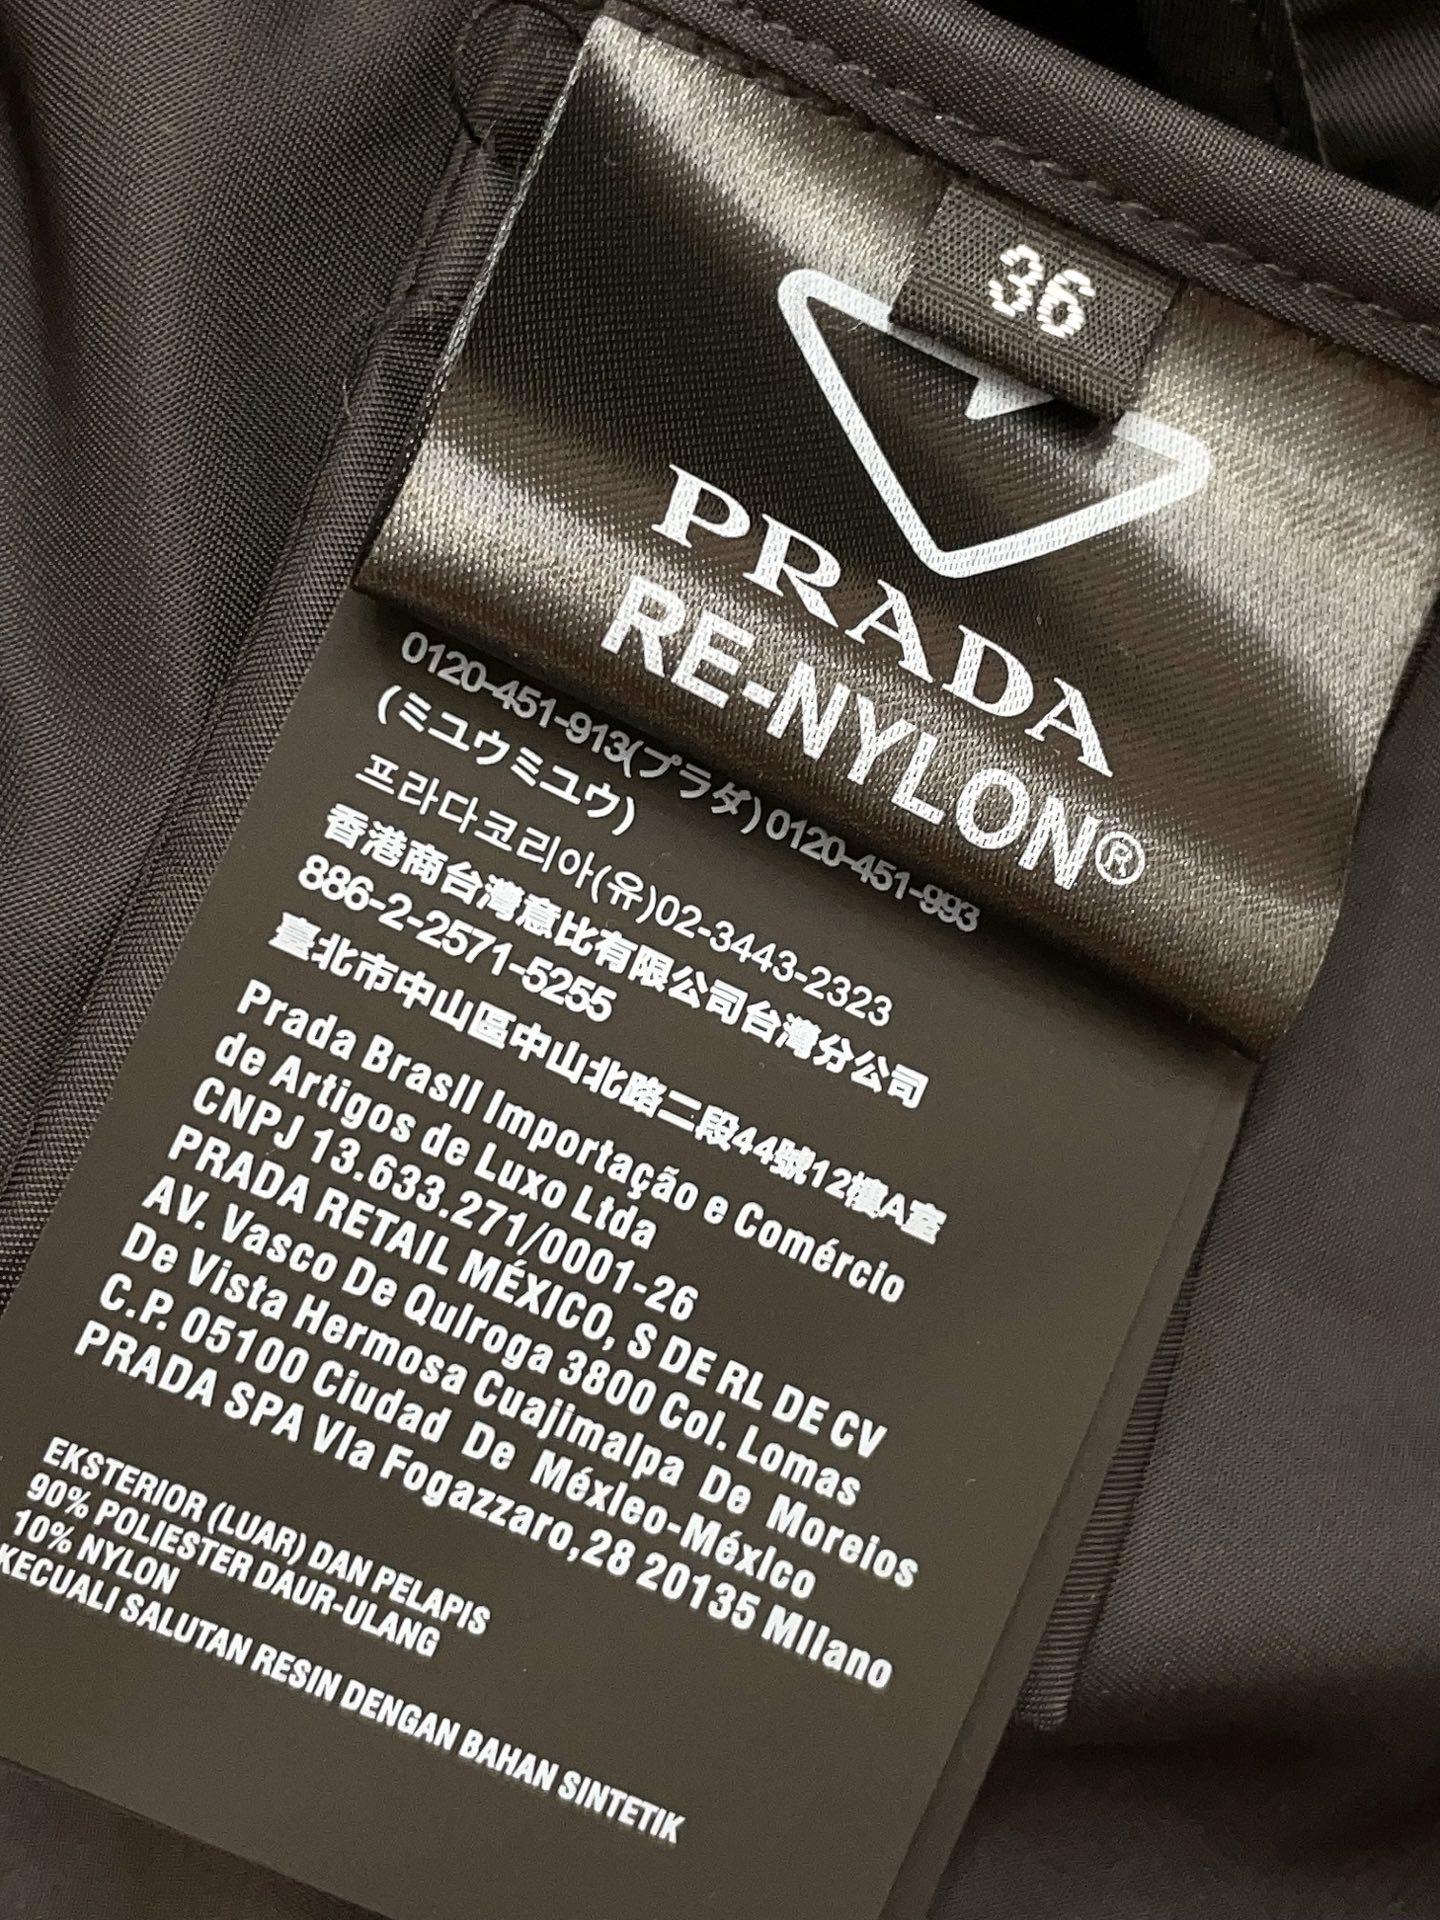 36
PRADA
RE-NYLON®
0120-451-913(プラダ)0120-451-993
(ミユウミユウ)
프라다코리아(유)02-3443-2323
香港商台灣意比有限公司台灣分公司
886-2-2571-5255
臺北市中山區中山北路二段44號12樓A室
Prada BrasIl Importação e Comércio
de Artigos de Luxo Ltda
CNPJ 13.633.271/0001-26
PRADA RETAIL MÉXICO, S DE RL DE CV
AV. Vasco De QuIroga 3800 Col. Lomas
De Vista Hermosa Cuajimalpa De Moreios
C.P. 05100 Ciudad De Méxleo-México
PRADA SPA VIa Fogazzaro,28 20135 MIlano
EKSTERIOR (LUAR) DAN PELAPIS
90% POLIESTER DAUR-ULANG
10% NYLON
KECUALI SALUTAN RESIN DENGAN BAHAN SINTETIK